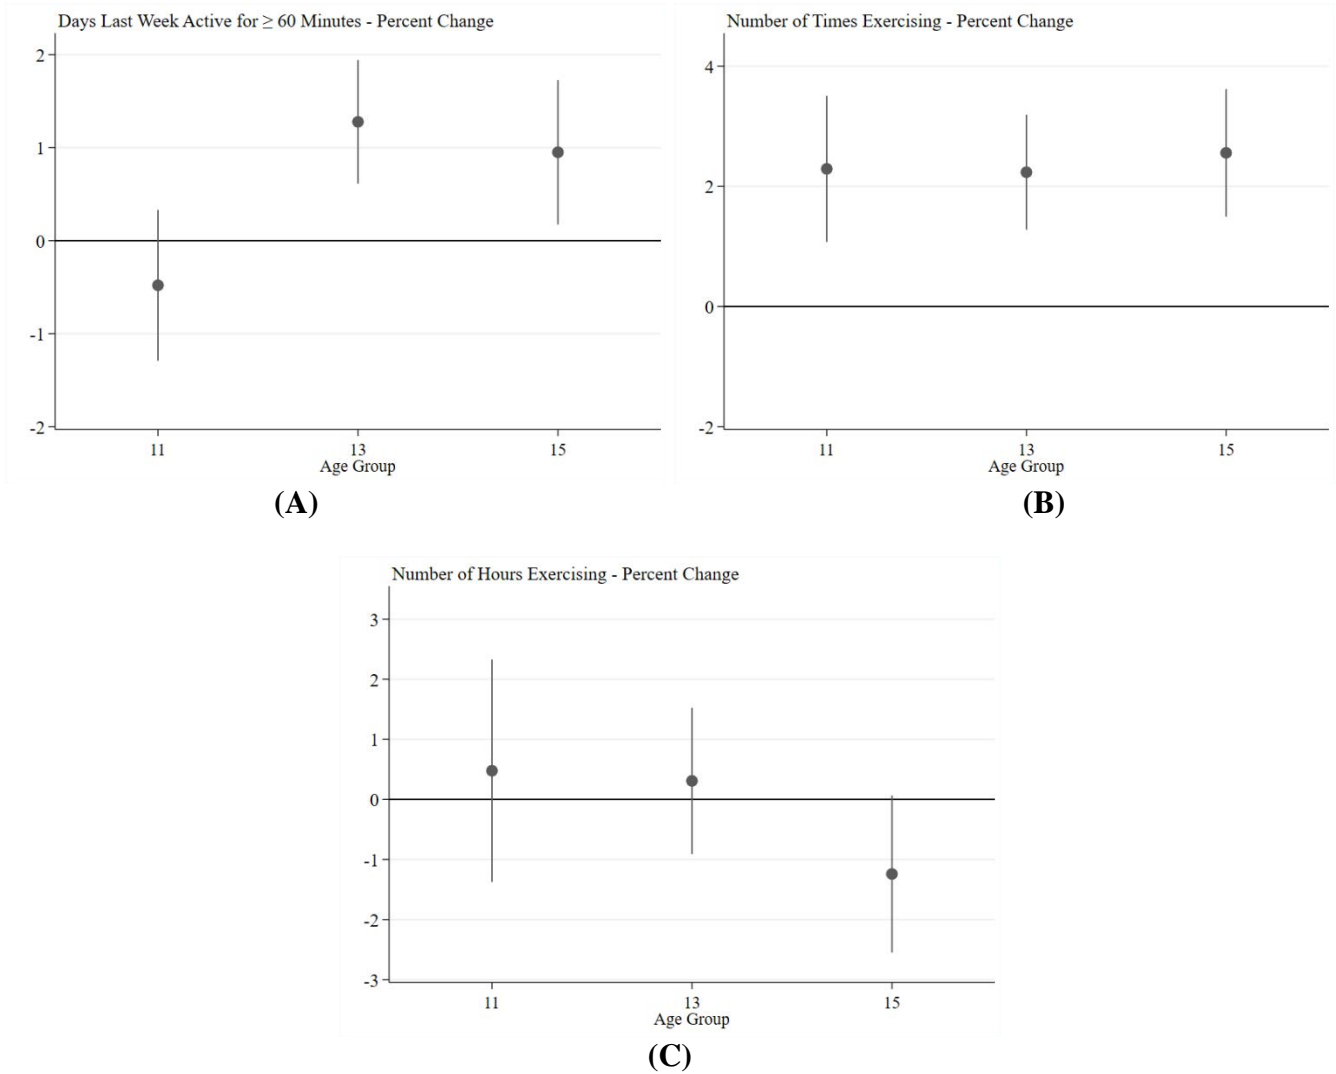 Days Last Week Active for ≥ 60 Minutes - Percent Change
2
1
0
-1
-2
11 13 15
Age Group
(A)
Number of Times Exercising - Percent Change
4
2
0
-2
11 13 15
Age Group
(B)
Number of Hours Exercising - Percent Change
3
2
1
0
-1
-2
-3
11 13 15
Age Group
(C)